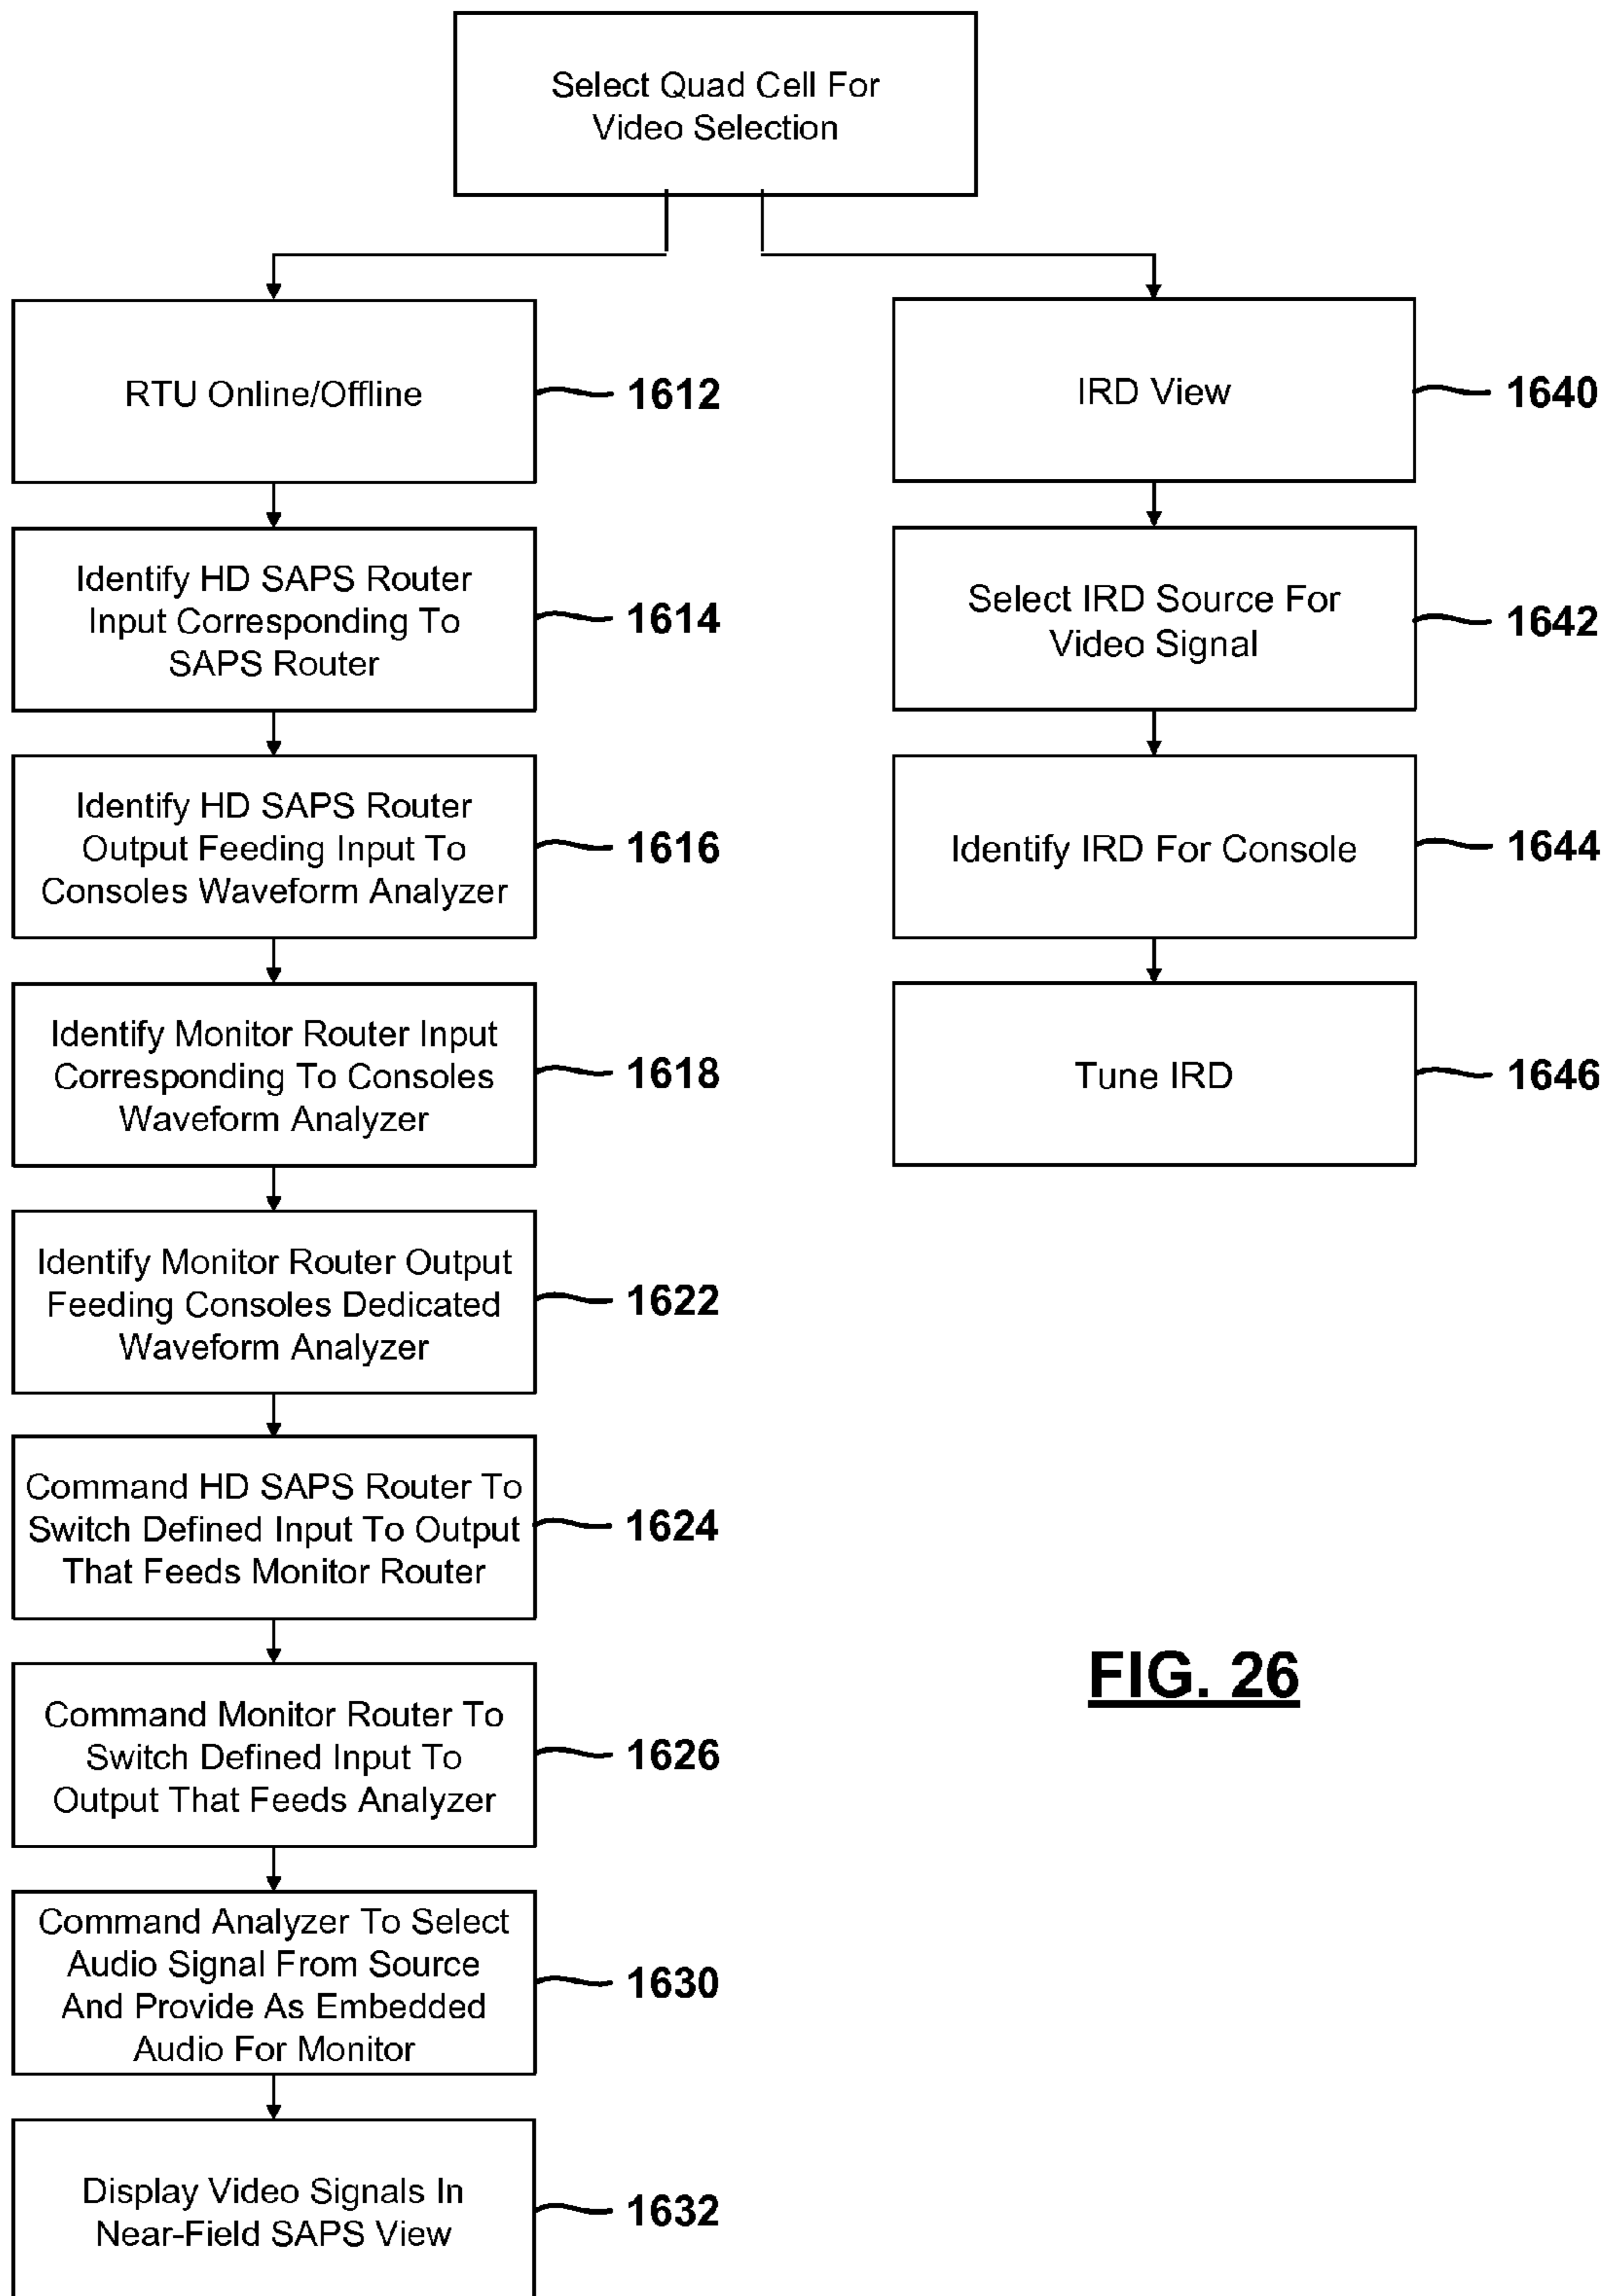 Select Quad Cell For
Video Selection
RTU Online/Offline
1612
Identify HD SAPS Router
Input Corresponding To
SAPS Router
1614
Identify HD SAPS Router
Output Feeding Input To
Consoles Waveform Analyzer
1616
Identify Monitor Router Input
Corresponding To Consoles
Waveform Analyzer
1618
Identify Monitor Router Output
Feeding Consoles Dedicated
Waveform Analyzer
1622
Command HD SAPS Router To
Switch Defined Input To Output
That Feeds Monitor Router
1624
Command Monitor Router To
Switch Defined Input To
Output That Feeds Analyzer
1626
Command Analyzer To Select
Audio Signal From Source
And Provide As Embedded
Audio For Monitor
1630
Display Video Signals In
Near-Field SAPS View
1632
IRD View
1640
Select IRD Source For
Video Signal
1642
Identify IRD For Console
1644
Tune IRD
1646
FIG. 26